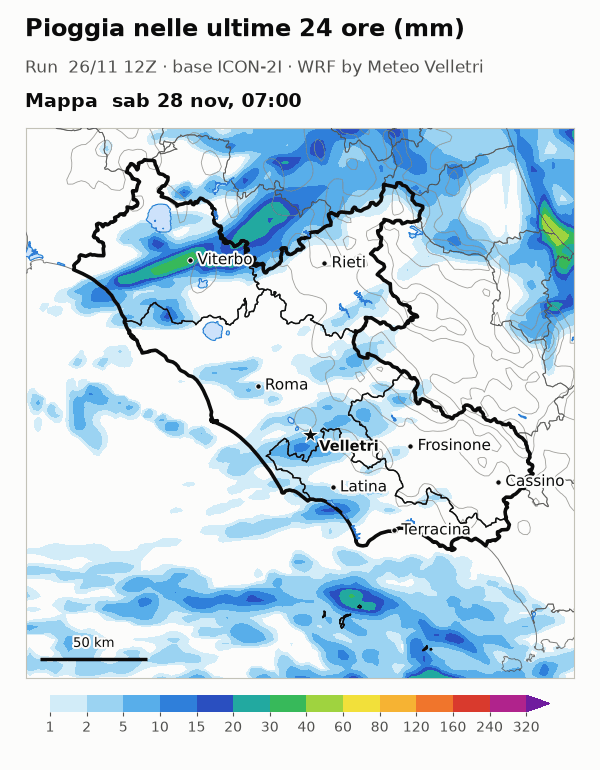 Pioggia nelle ultime 24 ore (mm)
Run  26/11 12Z · base ICON-2I · WRF by Meteo Velletri
Mappa  sab 28 nov, 07:00
Viterbo
Rieti
Roma
Velletri
Frosinone
Cassino
Latina
Terracina
50 km
1 2 5 10 15 20 30 40 60 80 120 160 240 320